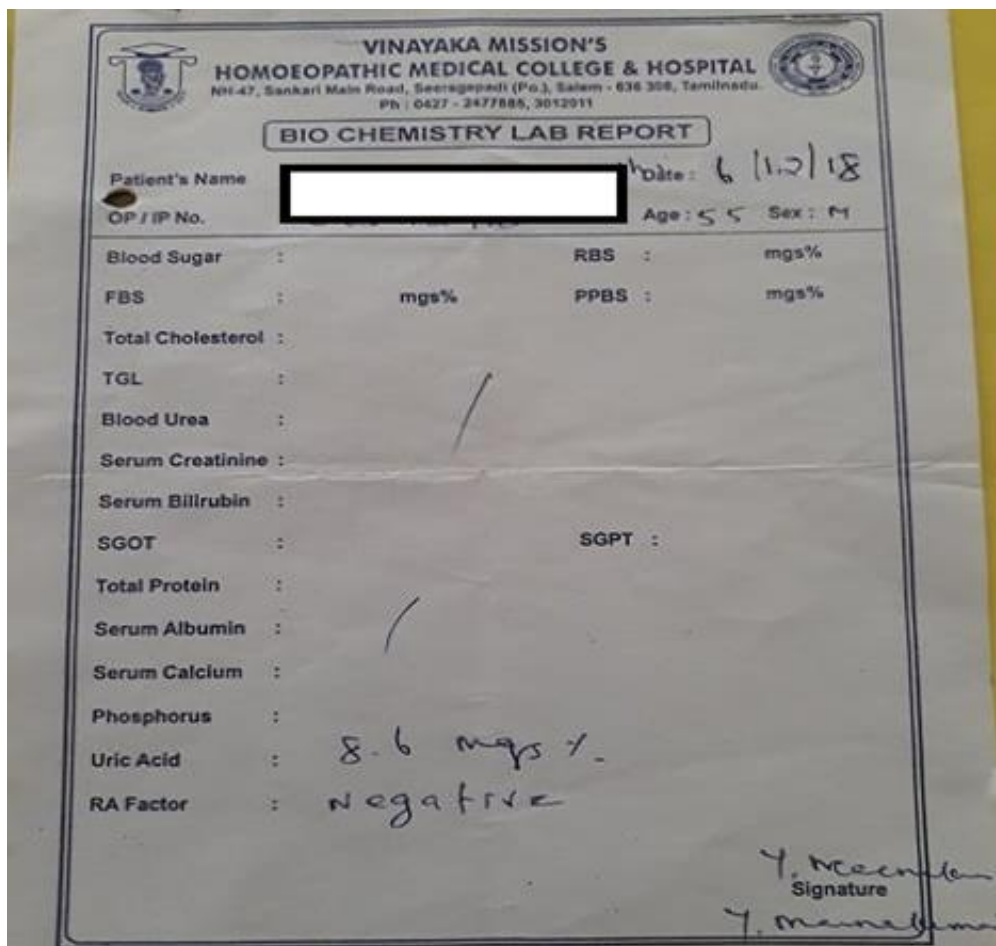 VINAYAKA MISSION'S
HOMOEOPATHIC MEDICAL COLLEGE & HOSPITAL
NH-47, Sankari Main Road, Seeragapadi (Po.), Salem - 636 308, Tamilnadu.
Ph : 0427 - 2477885, 3012011
BIO CHEMISTRY LAB REPORT
Patient's Name Date : 6/12/18
OP / IP No. Age : 55 Sex : M
Blood Sugar : RBS : mgs%
FBS : mgs% PPBS : mgs%
Total Cholesterol :
TGL :
Blood Urea :
Serum Creatinine :
Serum Bilirubin :
SGOT : SGPT :
Total Protein :
Serum Albumin :
Serum Calcium :
Phosphorus :
Uric Acid : 8.6 mgs %
RA Factor : Negative
Signature